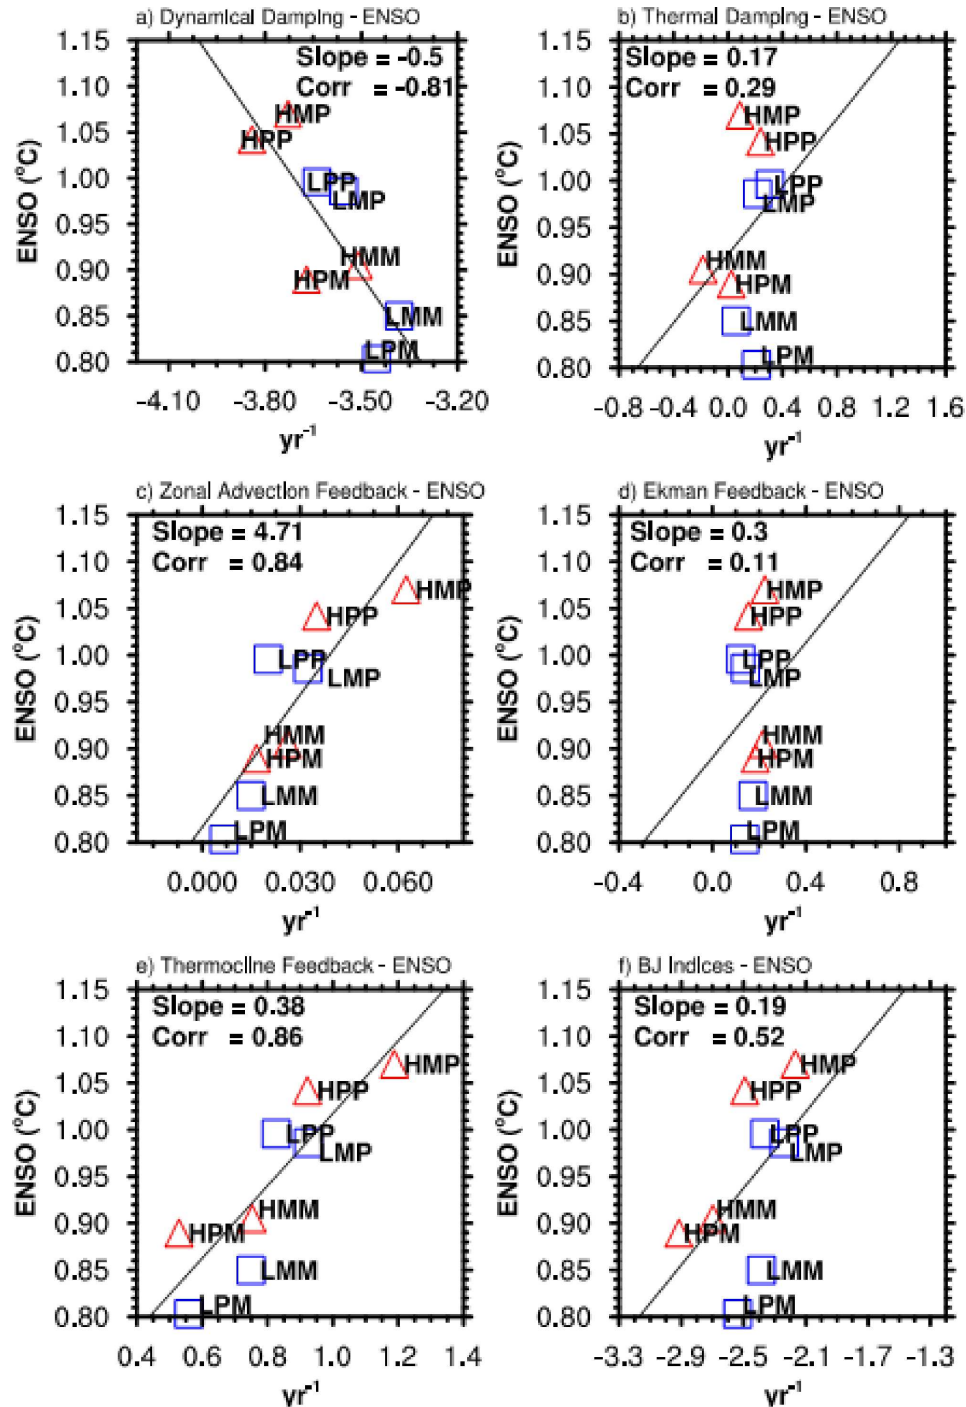 a) Dynamical Damping - ENSO
Slope = -0.5
Corr = -0.81
1.15
1.10
1.05
1.00
0.95
0.90
0.85
0.80
ENSO (°C)
HMP
HPP
LPP
LMP
HMM
HPM
LMM
LPM
-4.10 -3.80 -3.50 -3.20
yr-1
b) Thermal Damping - ENSO
Slope = 0.17
Corr = 0.29
1.15
1.10
1.05
1.00
0.95
0.90
0.85
0.80
ENSO (°C)
HMP
HPP
LPP
LMP
HMM
HPM
LMM
LPM
-0.8 -0.4 0.0 0.4 0.8 1.2 1.6
yr-1
c) Zonal Advection Feedback - ENSO
Slope = 4.71
Corr = 0.84
1.15
1.10
1.05
1.00
0.95
0.90
0.85
0.80
ENSO (°C)
HMP
HPP
LPP
LMP
HMM
HPM
LMM
LPM
0.000 0.030 0.060
yr-1
d) Ekman Feedback - ENSO
Slope = 0.3
Corr = 0.11
1.15
1.10
1.05
1.00
0.95
0.90
0.85
0.80
ENSO (°C)
HMP
HPP
LPP
LMP
HMM
HPM
LMM
LPM
-0.4 0.0 0.4 0.8
yr-1
e) Thermocline Feedback - ENSO
Slope = 0.38
Corr = 0.86
1.15
1.10
1.05
1.00
0.95
0.90
0.85
0.80
ENSO (°C)
HMP
HPP
LPP
LMP
HMM
HPM
LMM
LPM
0.4 0.6 0.8 1.0 1.2 1.4
yr-1
f) BJ Indices - ENSO
Slope = 0.19
Corr = 0.52
1.15
1.10
1.05
1.00
0.95
0.90
0.85
0.80
ENSO (°C)
HMP
HPP
LPP
LMP
HMM
HPM
LMM
LPM
-3.3 -2.9 -2.5 -2.1 -1.7 -1.3
yr-1